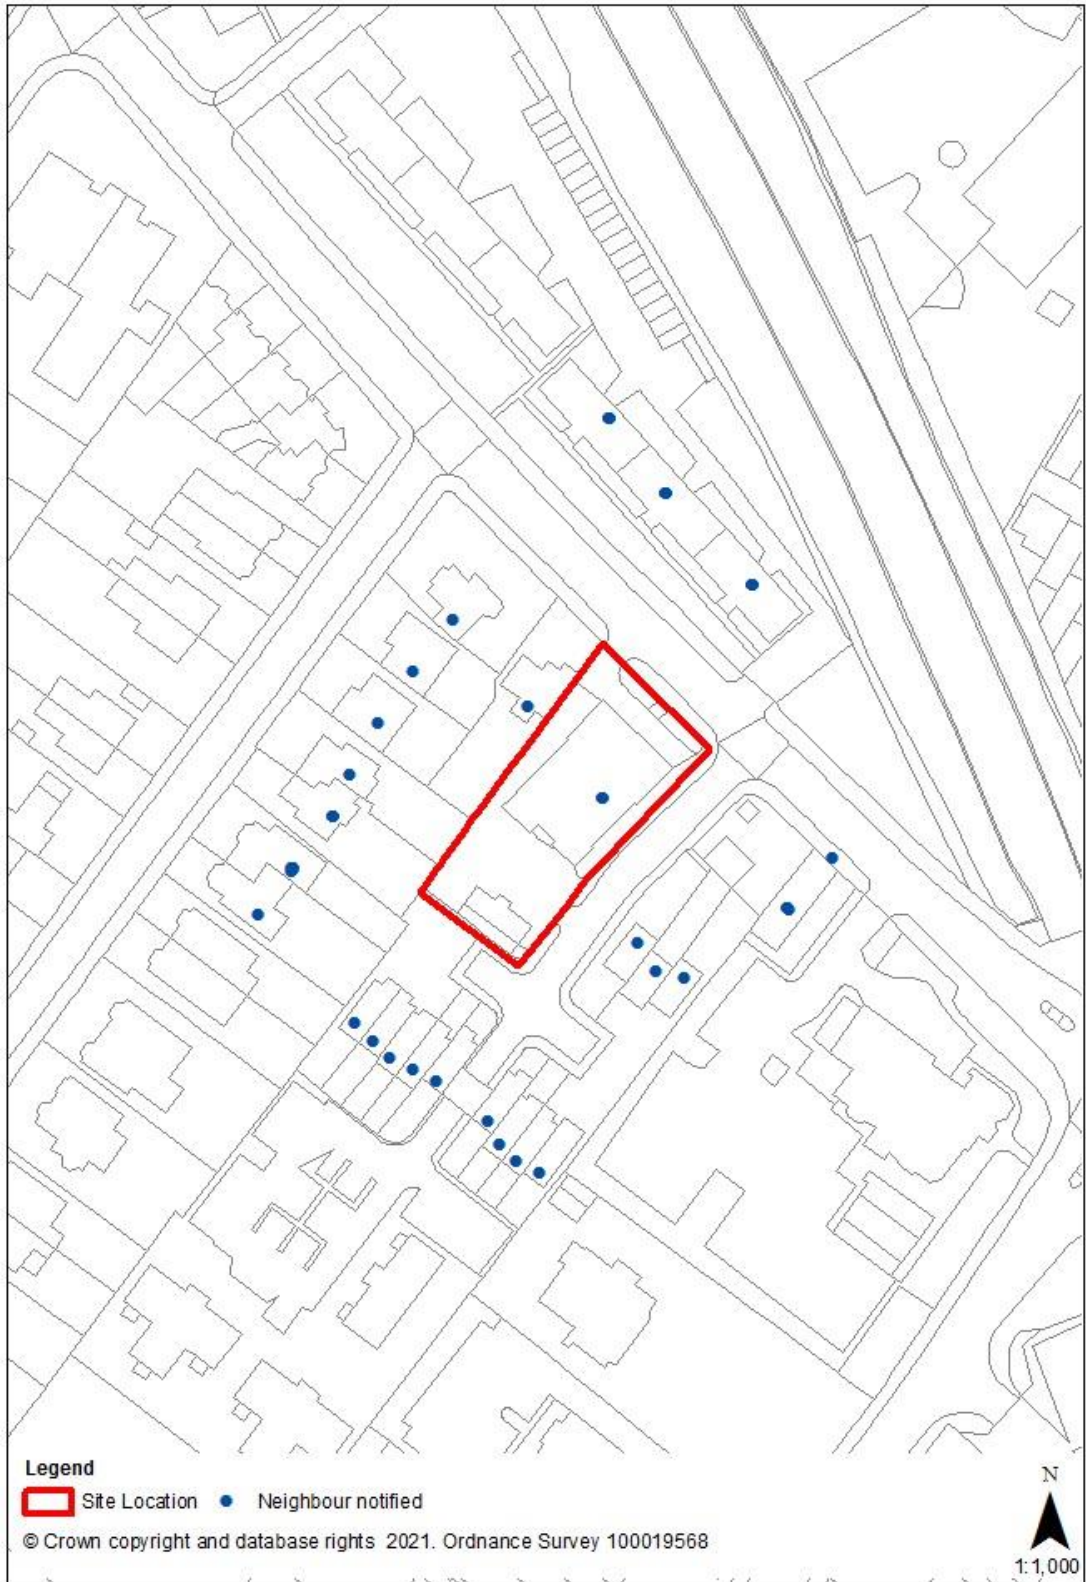 Legend
Site Location
Neighbour notified
© Crown copyright and database rights 2021. Ordnance Survey 100019568
N
1:1,000